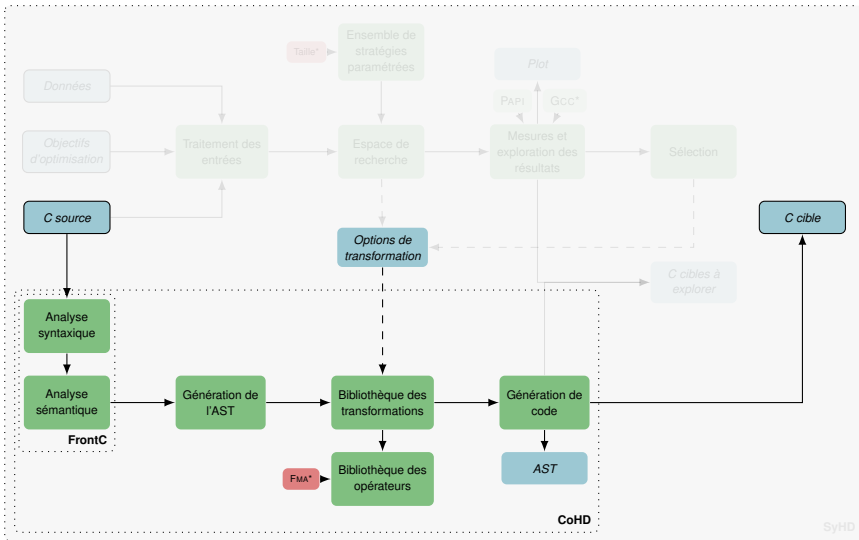 Ensemble de
stratégies
paramétrées
Taille*
Plot
Données
PAPI
GCC*
Objectifs
d'optimisation
Traitement des
entrées
Espace de
recherche
Mesures et
exploration des
résultats
Sélection
C source
Options de
transformation
C cible
C cibles à
explorer
Analyse
syntaxique
Analyse
sémantique
Génération de
l'AST
Bibliothèque des
transformations
Génération de
code
FrontC
FMA*
Bibliothèque des
opérateurs
AST
CoHD
SyHD